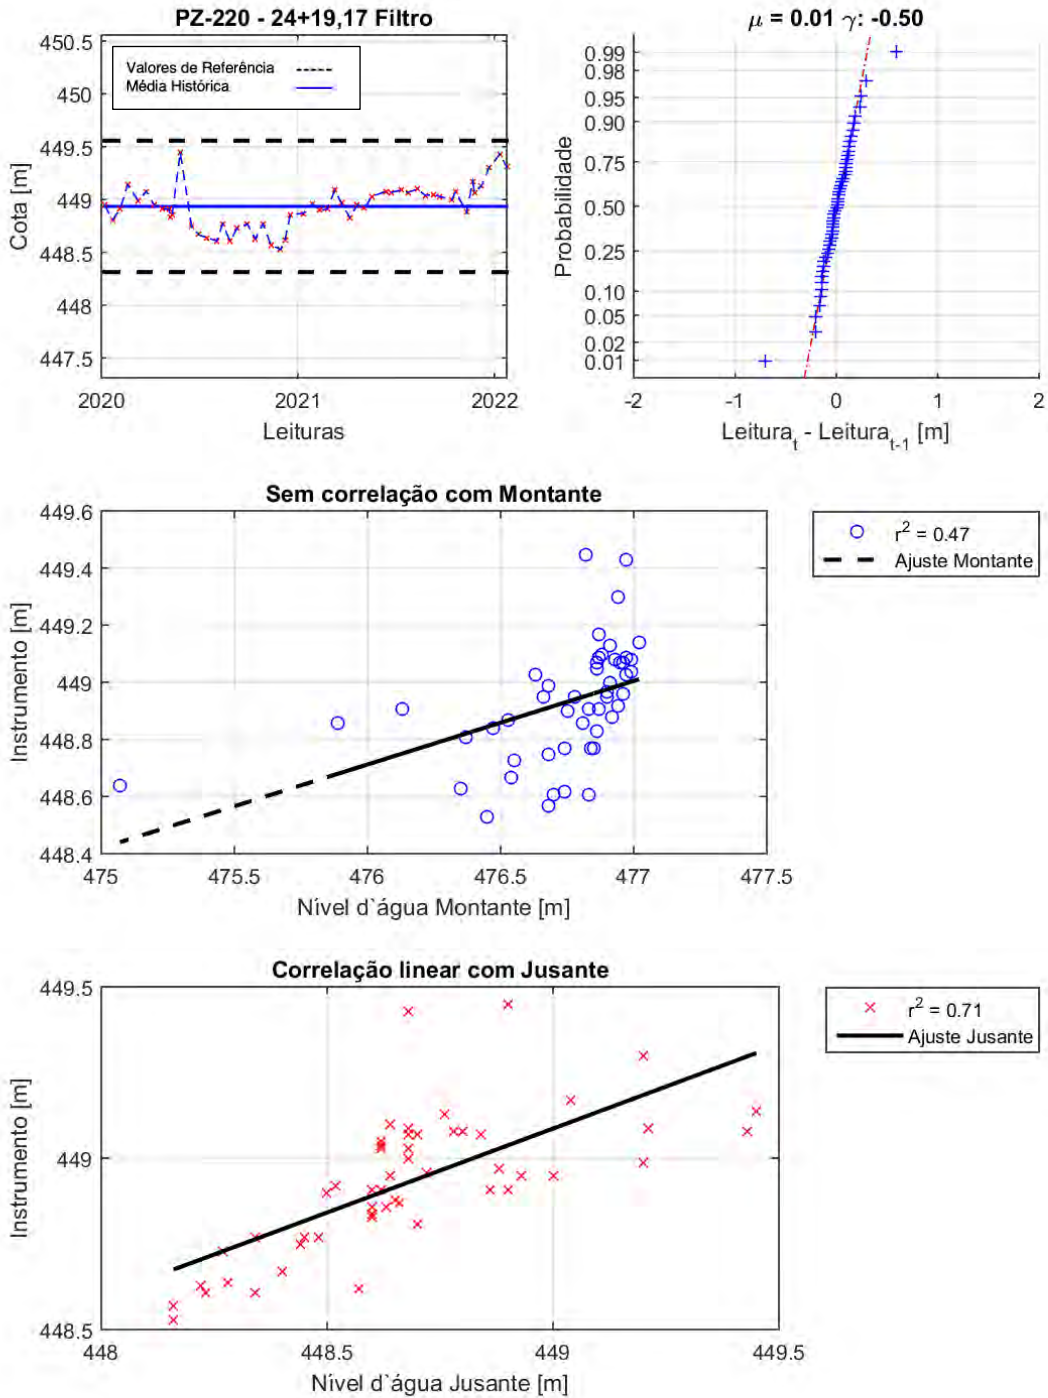 PZ-220 - 24+19,17 Filtro
450.5
450
449.5
449
448.5
448
447.5
Cota [m]
Valores de Referência
Média Histórica
2020
2021
2022
Leituras
μ = 0.01 γ: -0.50
0.99
0.98
0.95
0.90
0.75
0.50
0.25
0.10
0.05
0.02
0.01
Probabilidade
-2
-1
0
1
2
Leitura_t - Leitura_t-1 [m]
Sem correlação com Montante
449.6
449.4
449.2
449
448.8
448.6
448.4
Instrumento [m]
475
475.5
476
476.5
477
477.5
Nível d`água Montante [m]
r² = 0.47
Ajuste Montante
Correlação linear com Jusante
449.5
449
448.5
Instrumento [m]
448
448.5
449
449.5
Nível d`água Jusante [m]
r² = 0.71
Ajuste Jusante